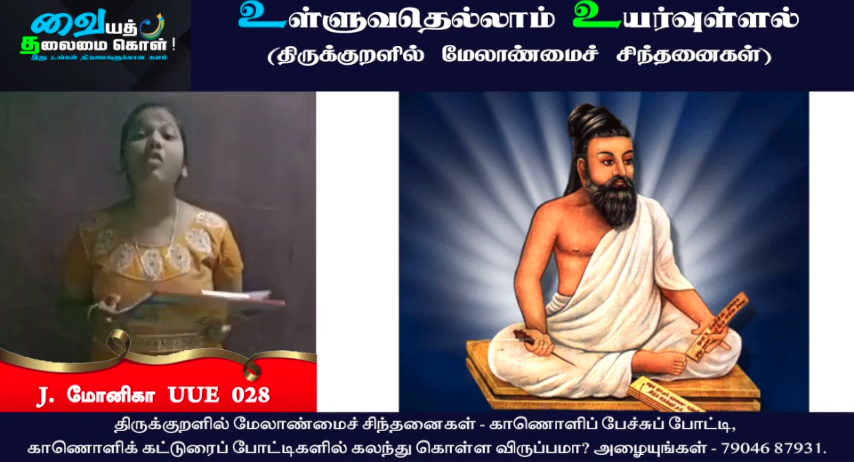 வையத்
தலைமை கொள் !
உள்ளுவதெல்லாம் உயர்வுள்ளல்
(திருக்குறளில் மேலாண்மைச் சிந்தனைகள்)
J. மோனிகா UUE 028
திருக்குறளில் மேலாண்மைச் சிந்தனைகள் - காணொளிப் பேச்சுப் போட்டி,
காணொளிக் கட்டுரைப் போட்டிகளில் கலந்து கொள்ள விருப்பமா? அழையுங்கள் - 79046 87931.